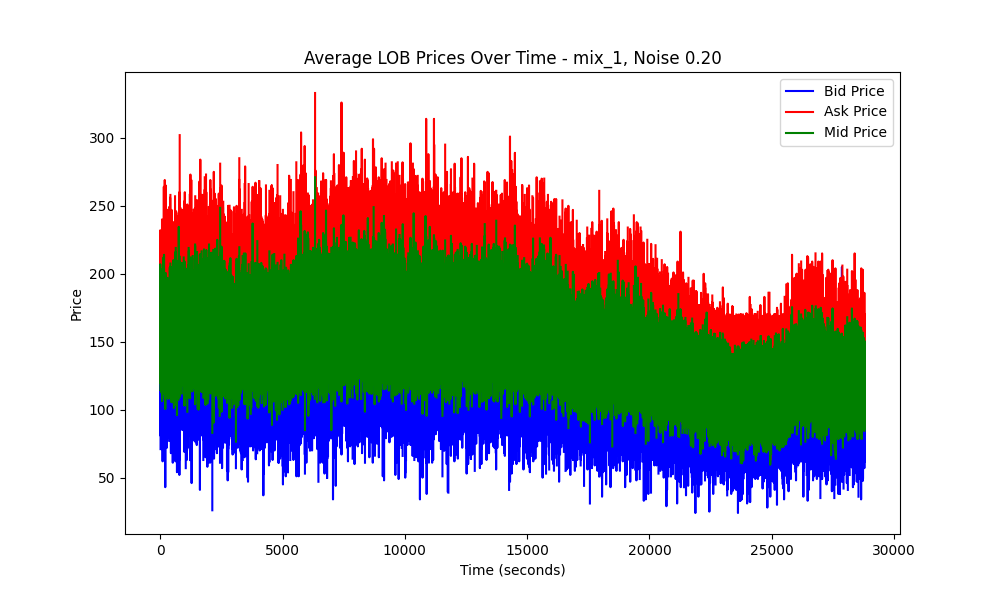 Average LOB Prices Over Time - mix_1, Noise 0.20
Bid Price
Ask Price
Mid Price
Price
300
250
200
150
100
50
0
5000
10000
15000
20000
25000
30000
Time (seconds)